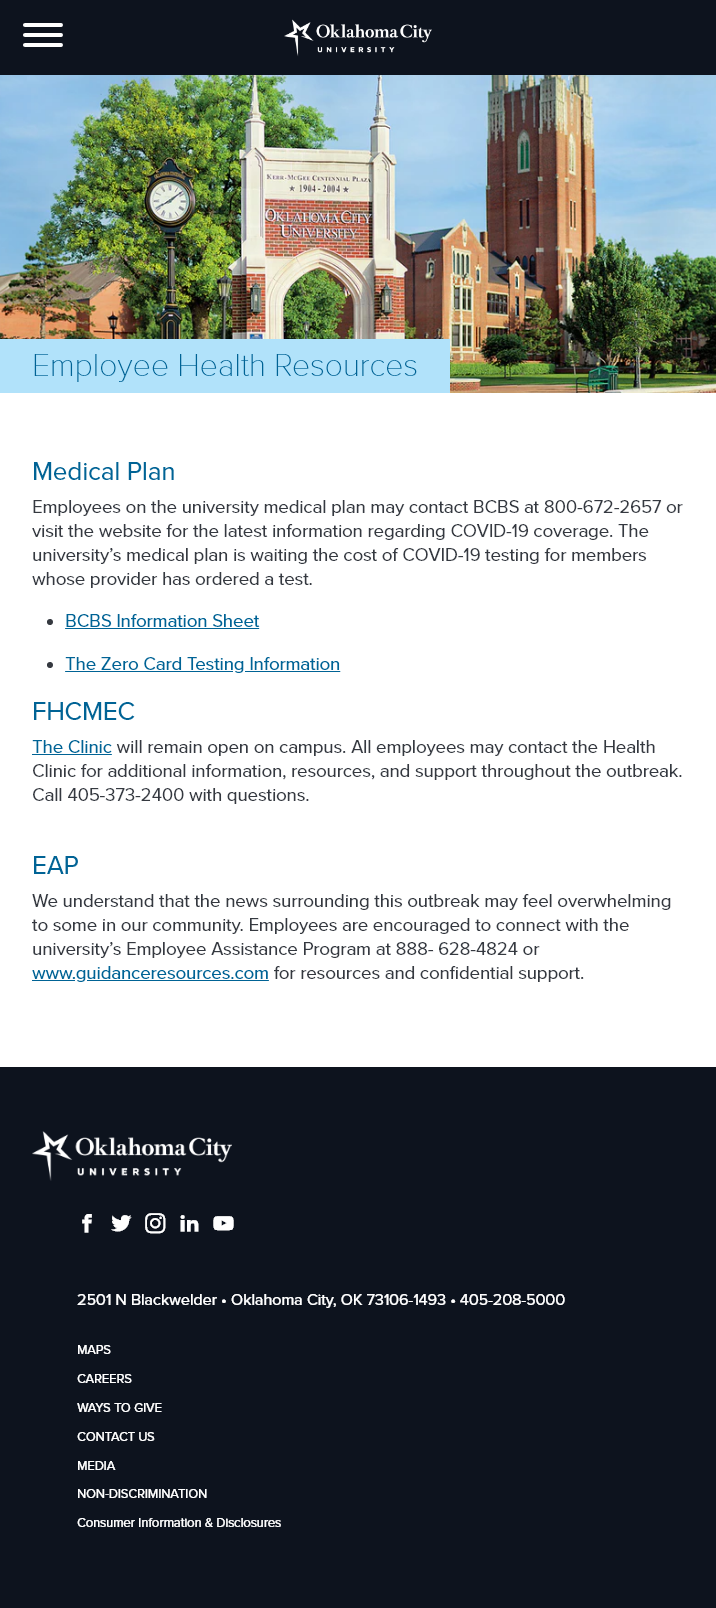 Oklahoma City
UNIVERSITY
KERR-MCGEE CENTENNIAL PLAZA
★ 1904 - 2004 ★
OKLAHOMA CITY
UNIVERSITY
Employee Health Resources
Medical Plan
Employees on the university medical plan may contact BCBS at 800-672-2657 or
visit the website for the latest information regarding COVID-19 coverage. The
university’s medical plan is waiting the cost of COVID-19 testing for members
whose provider has ordered a test.
• BCBS Information Sheet
• The Zero Card Testing Information
FHCMEC
The Clinic will remain open on campus. All employees may contact the Health
Clinic for additional information, resources, and support throughout the outbreak.
Call 405-373-2400 with questions.
EAP
We understand that the news surrounding this outbreak may feel overwhelming
to some in our community. Employees are encouraged to connect with the
university’s Employee Assistance Program at 888- 628-4824 or
www.guidanceresources.com for resources and confidential support.
Oklahoma City
UNIVERSITY
2501 N Blackwelder • Oklahoma City, OK 73106-1493 • 405-208-5000
MAPS
CAREERS
WAYS TO GIVE
CONTACT US
MEDIA
NON-DISCRIMINATION
Consumer Information & Disclosures